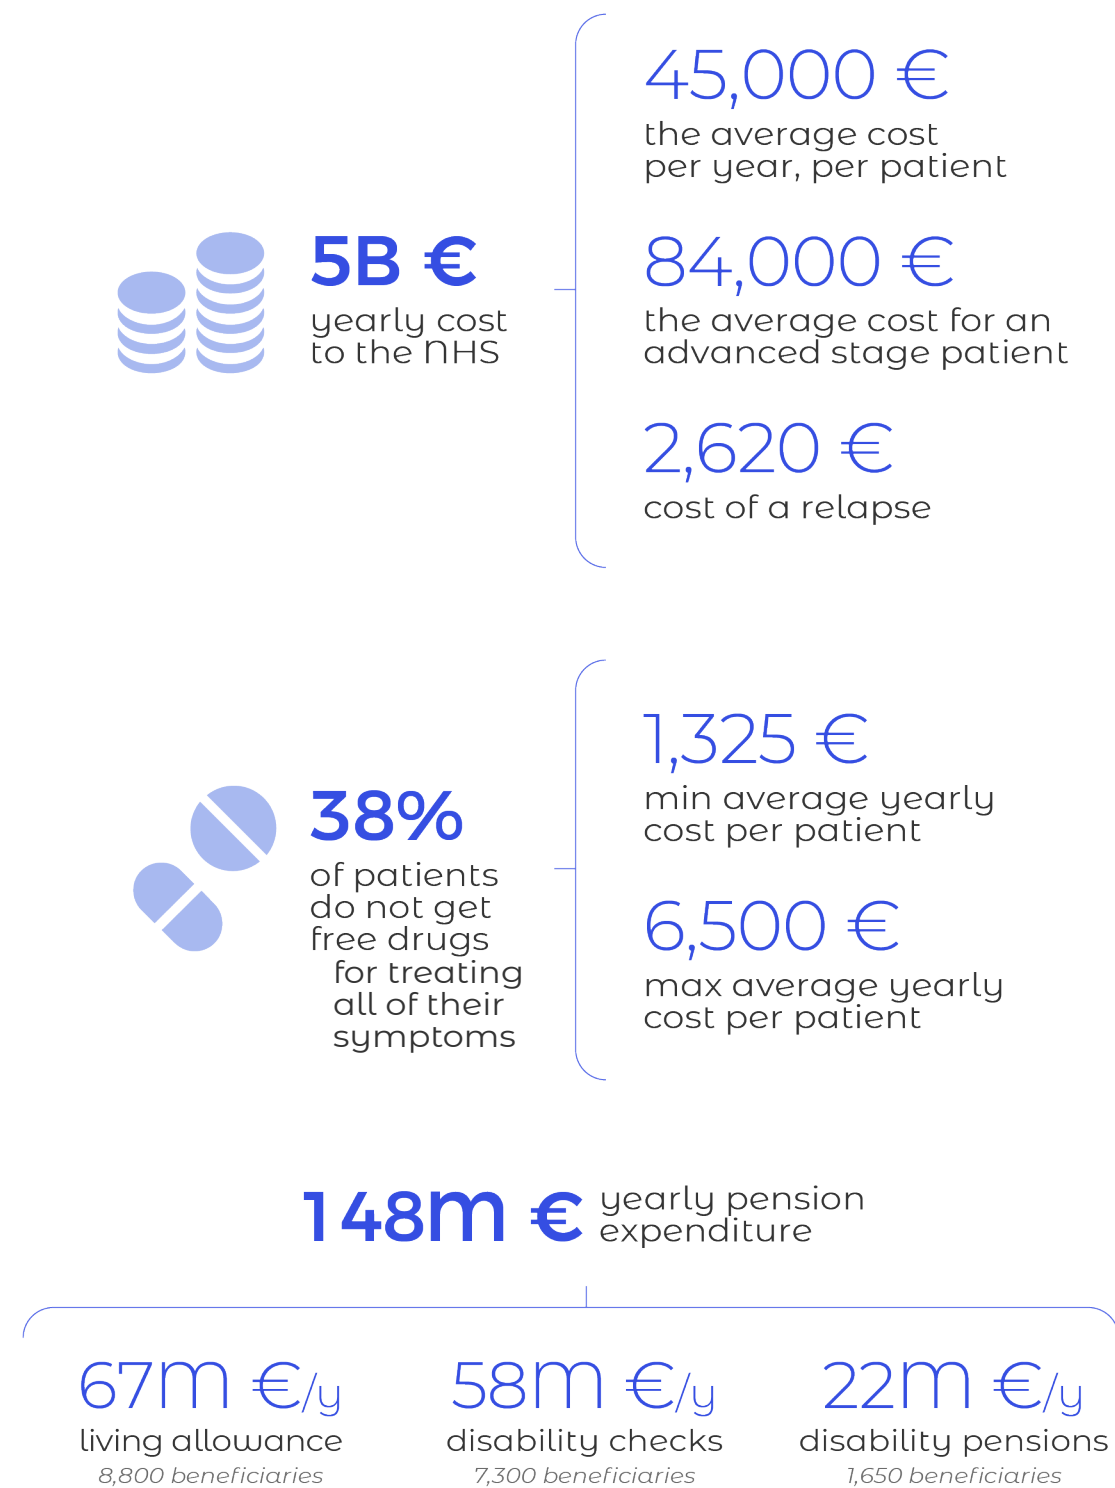 45,000 €
the average cost
per year, per patient
5B €
yearly cost
to the NHS
84,000 €
the average cost for an
advanced stage patient
2,620 €
cost of a relapse
38%
of patients
do not get
free drugs
for treating
all of their
symptoms
1,325 €
min average yearly
cost per patient
6,500 €
max average yearly
cost per patient
148m €
yearly pension
expenditure
67m €/y
living allowance
8,800 beneficiaries
58m €/y
disability checks
7,300 beneficiaries
22m €/y
disability pensions
1,650 beneficiaries